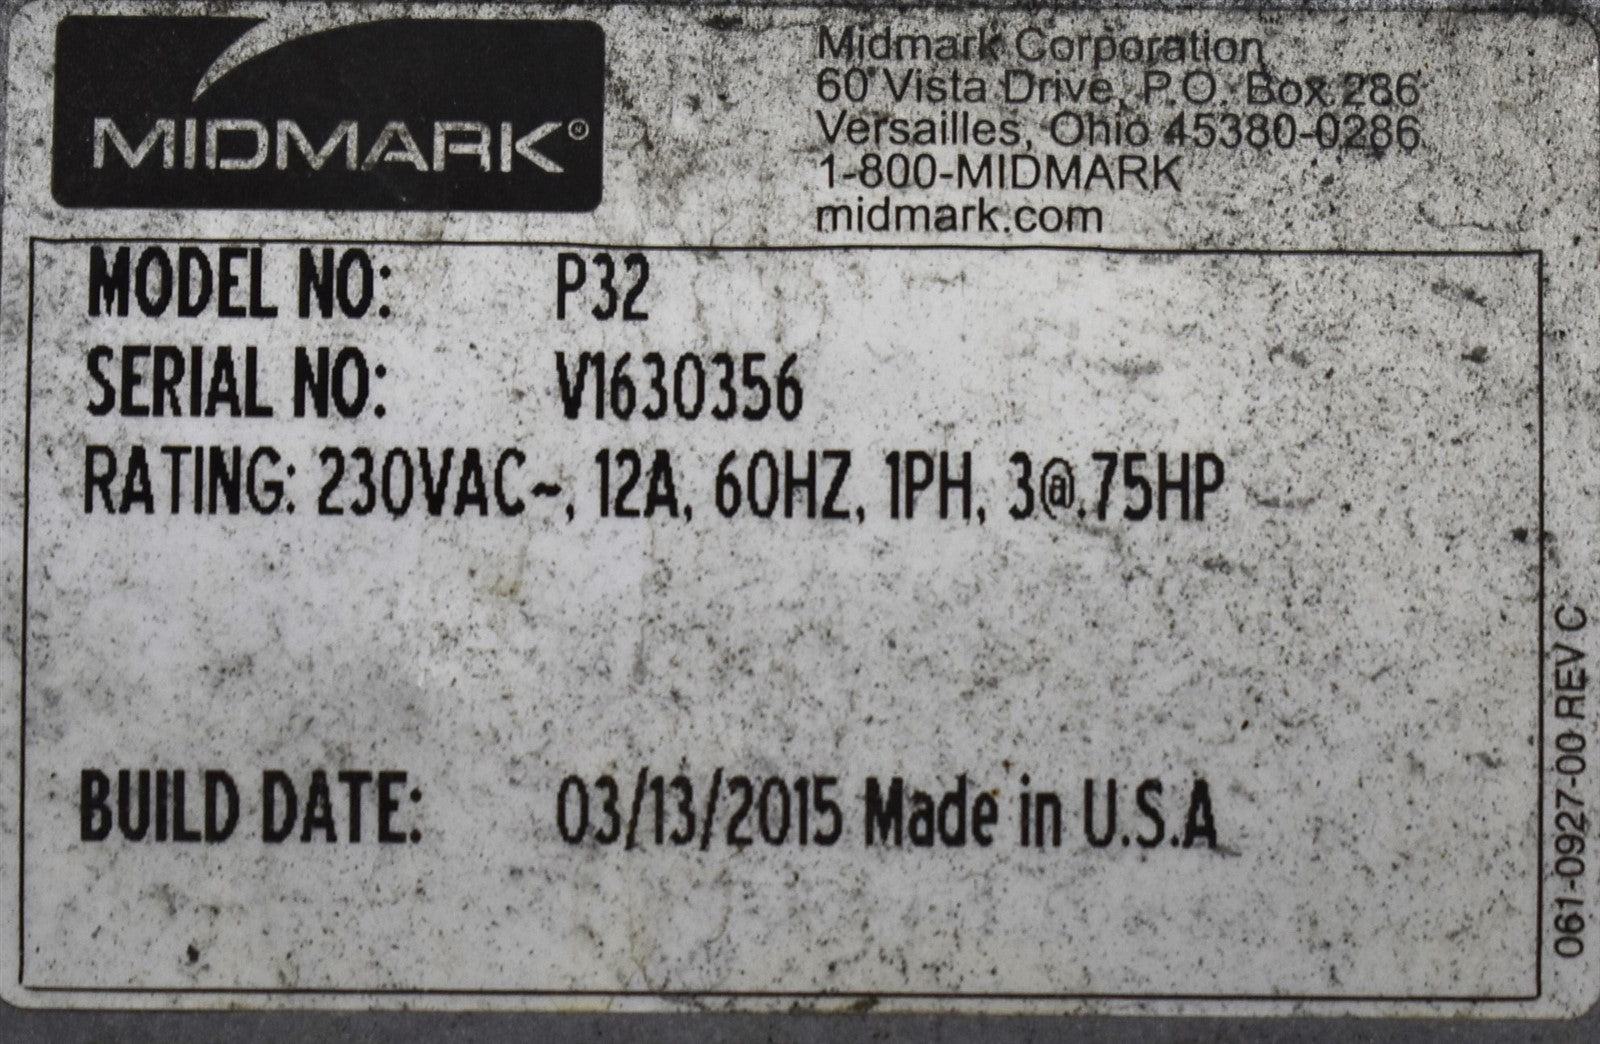 MIDMARK®
Midmark Corporation
60 Vista Drive, P.O. Box 286
Versailles, Ohio 45380-0286
1-800-MIDMARK
midmark.com
MODEL NO: P32
SERIAL NO: V1630356
RATING: 230VAC~, 12A, 60HZ, 1PH, 3@.75HP
BUILD DATE: 03/13/2015 Made in U.S.A
061-0927-00 REV C